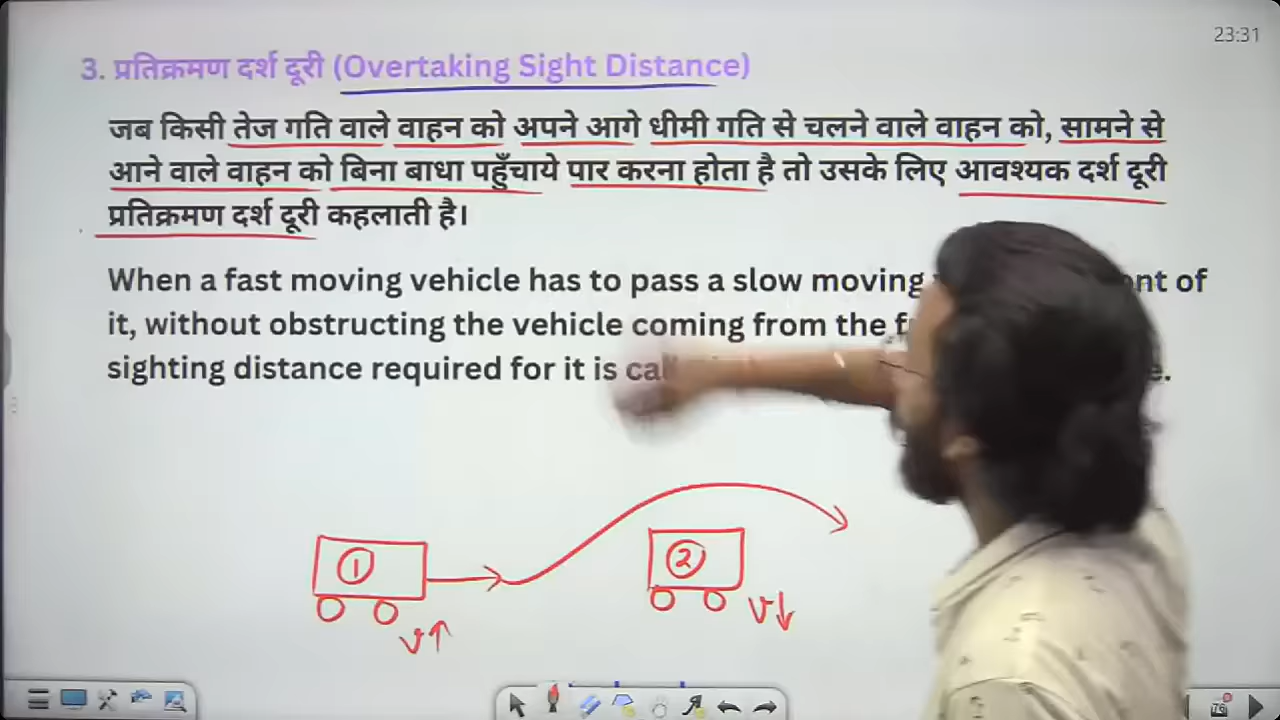 23:31
3. प्रतिक्रमण दर्श दूरी (Overtaking Sight Distance)
जब किसी तेज गति वाले वाहन को अपने आगे धीमी गति से चलने वाले वाहन को, सामने से
आने वाले वाहन को बिना बाधा पहुँचाये पार करना होता है तो उसके लिए आवश्यक दर्श दूरी
प्रतिक्रमण दर्श दूरी कहलाती है।
When a fast moving vehicle has to pass a slow moving of
it, without obstructing the vehicle coming from the
sighting distance required for it is
1 2
v↑ v↓